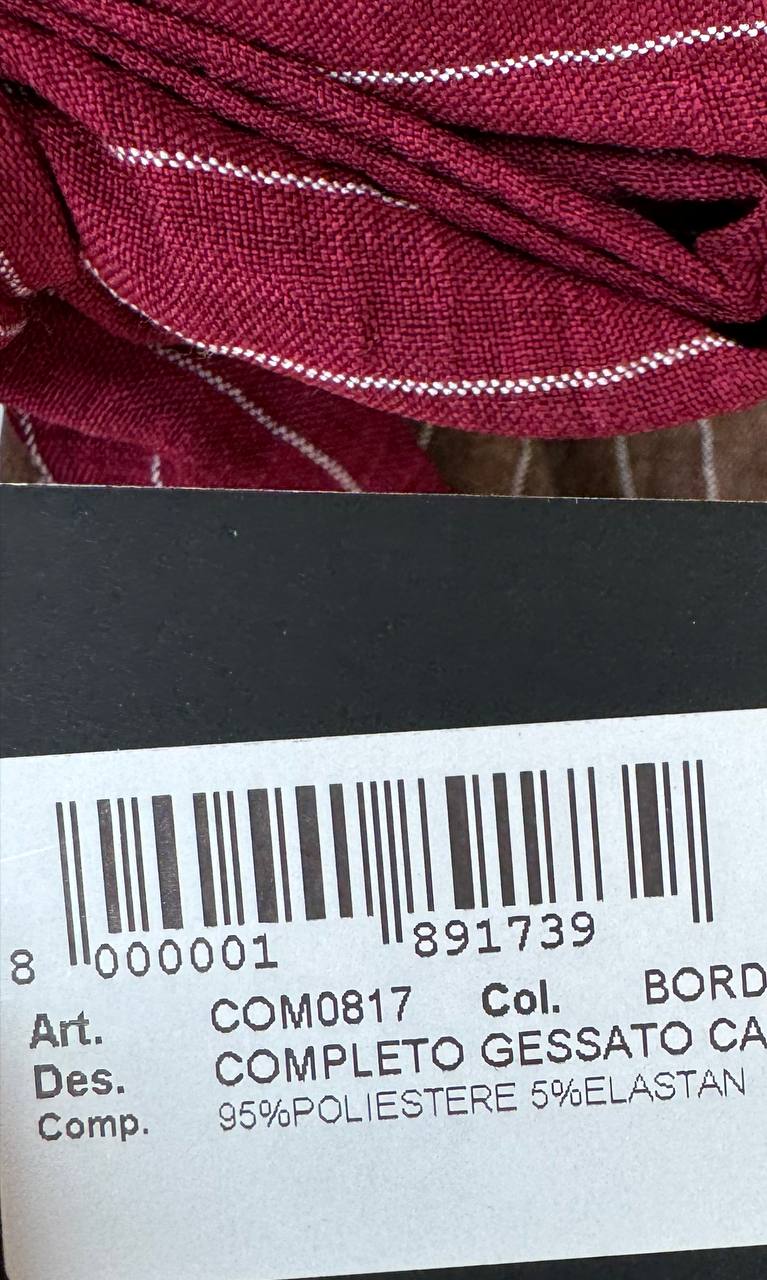 8 000001 891739
Art. COM0817 Col. BORD
Des. COMPLETO GESSATO CA
Comp. 95%POLIESTERE 5%ELASTAN